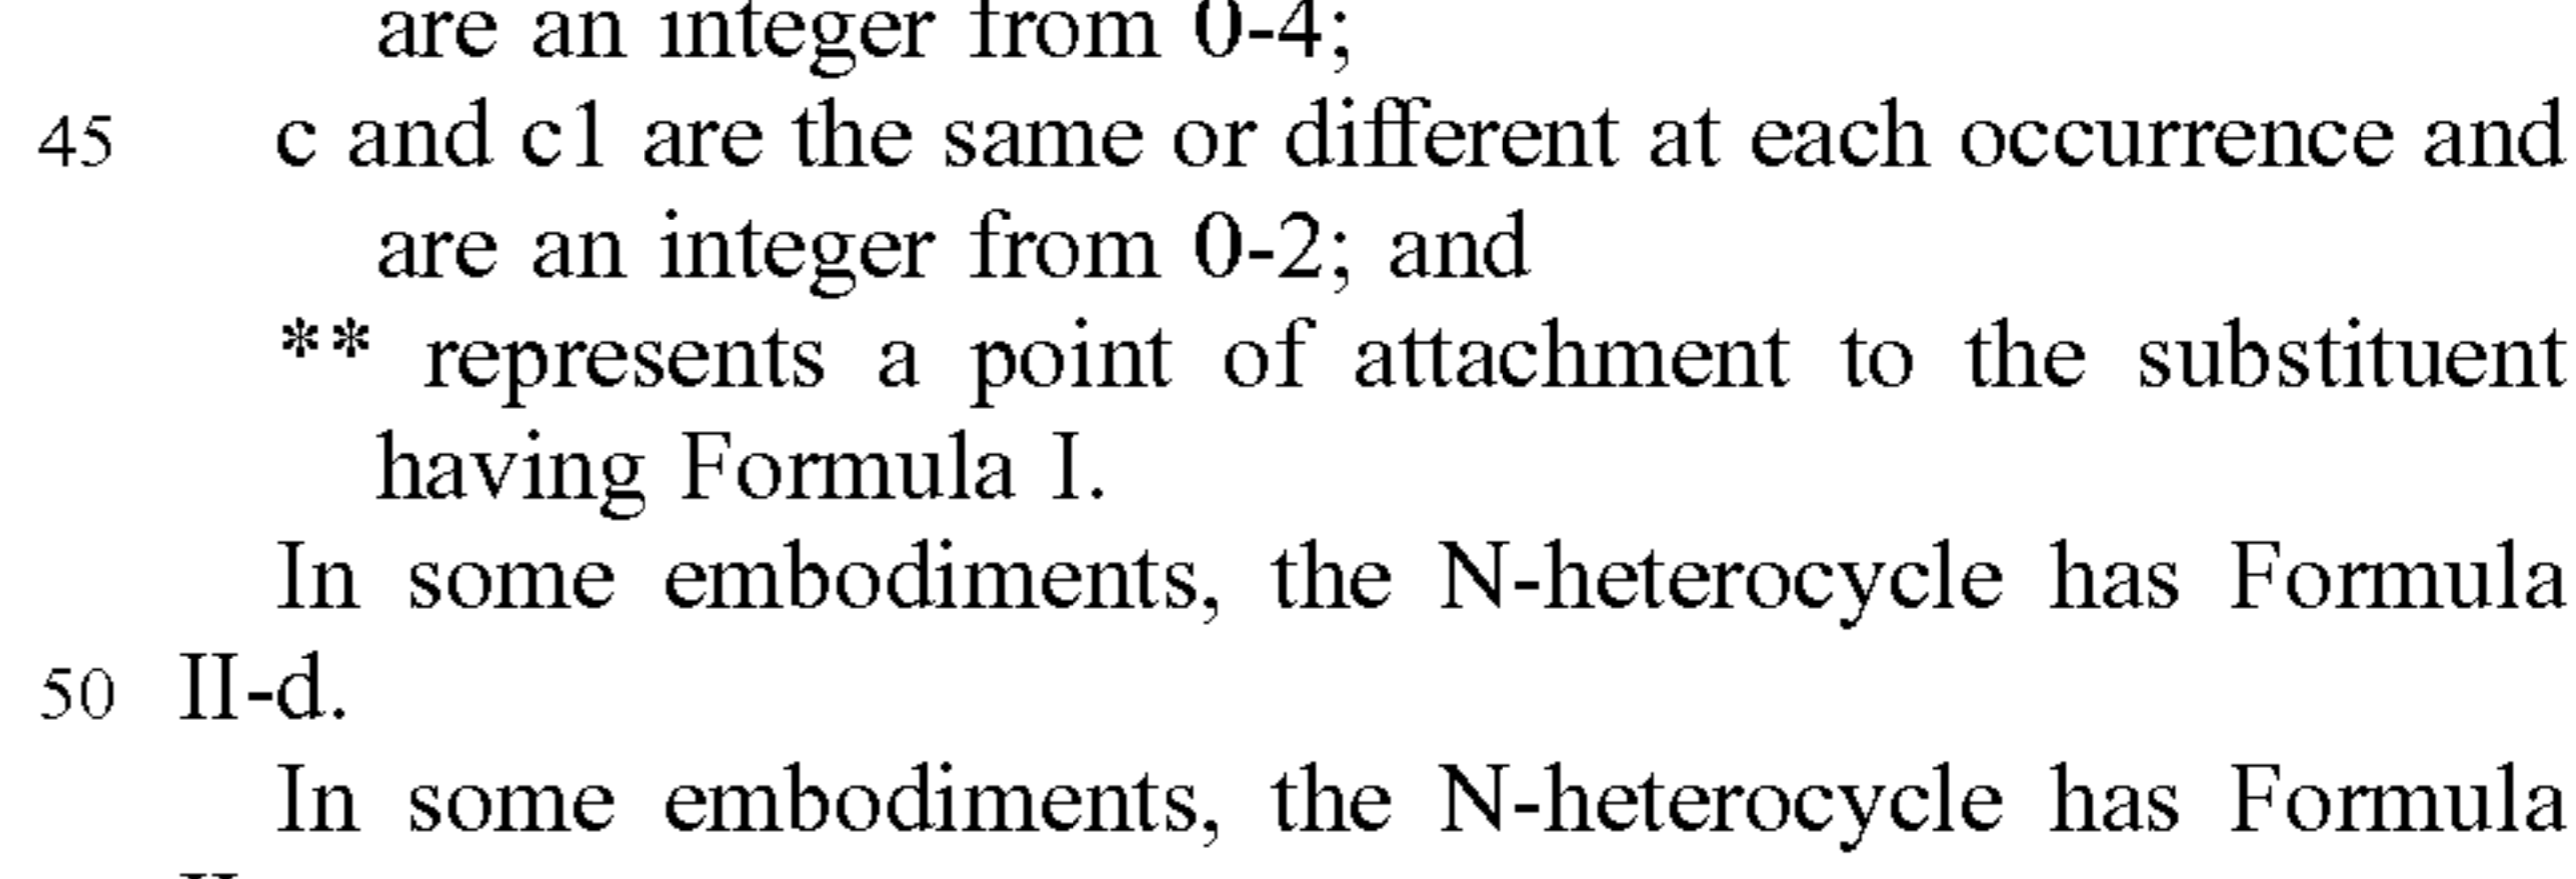 are an integer from 0-4;
45 c and c1 are the same or different at each occurrence and
are an integer from 0-2; and
** represents a point of attachment to the substituent
having Formula I.
In some embodiments, the N-heterocycle has Formula
50 II-d.
In some embodiments, the N-heterocycle has Formula